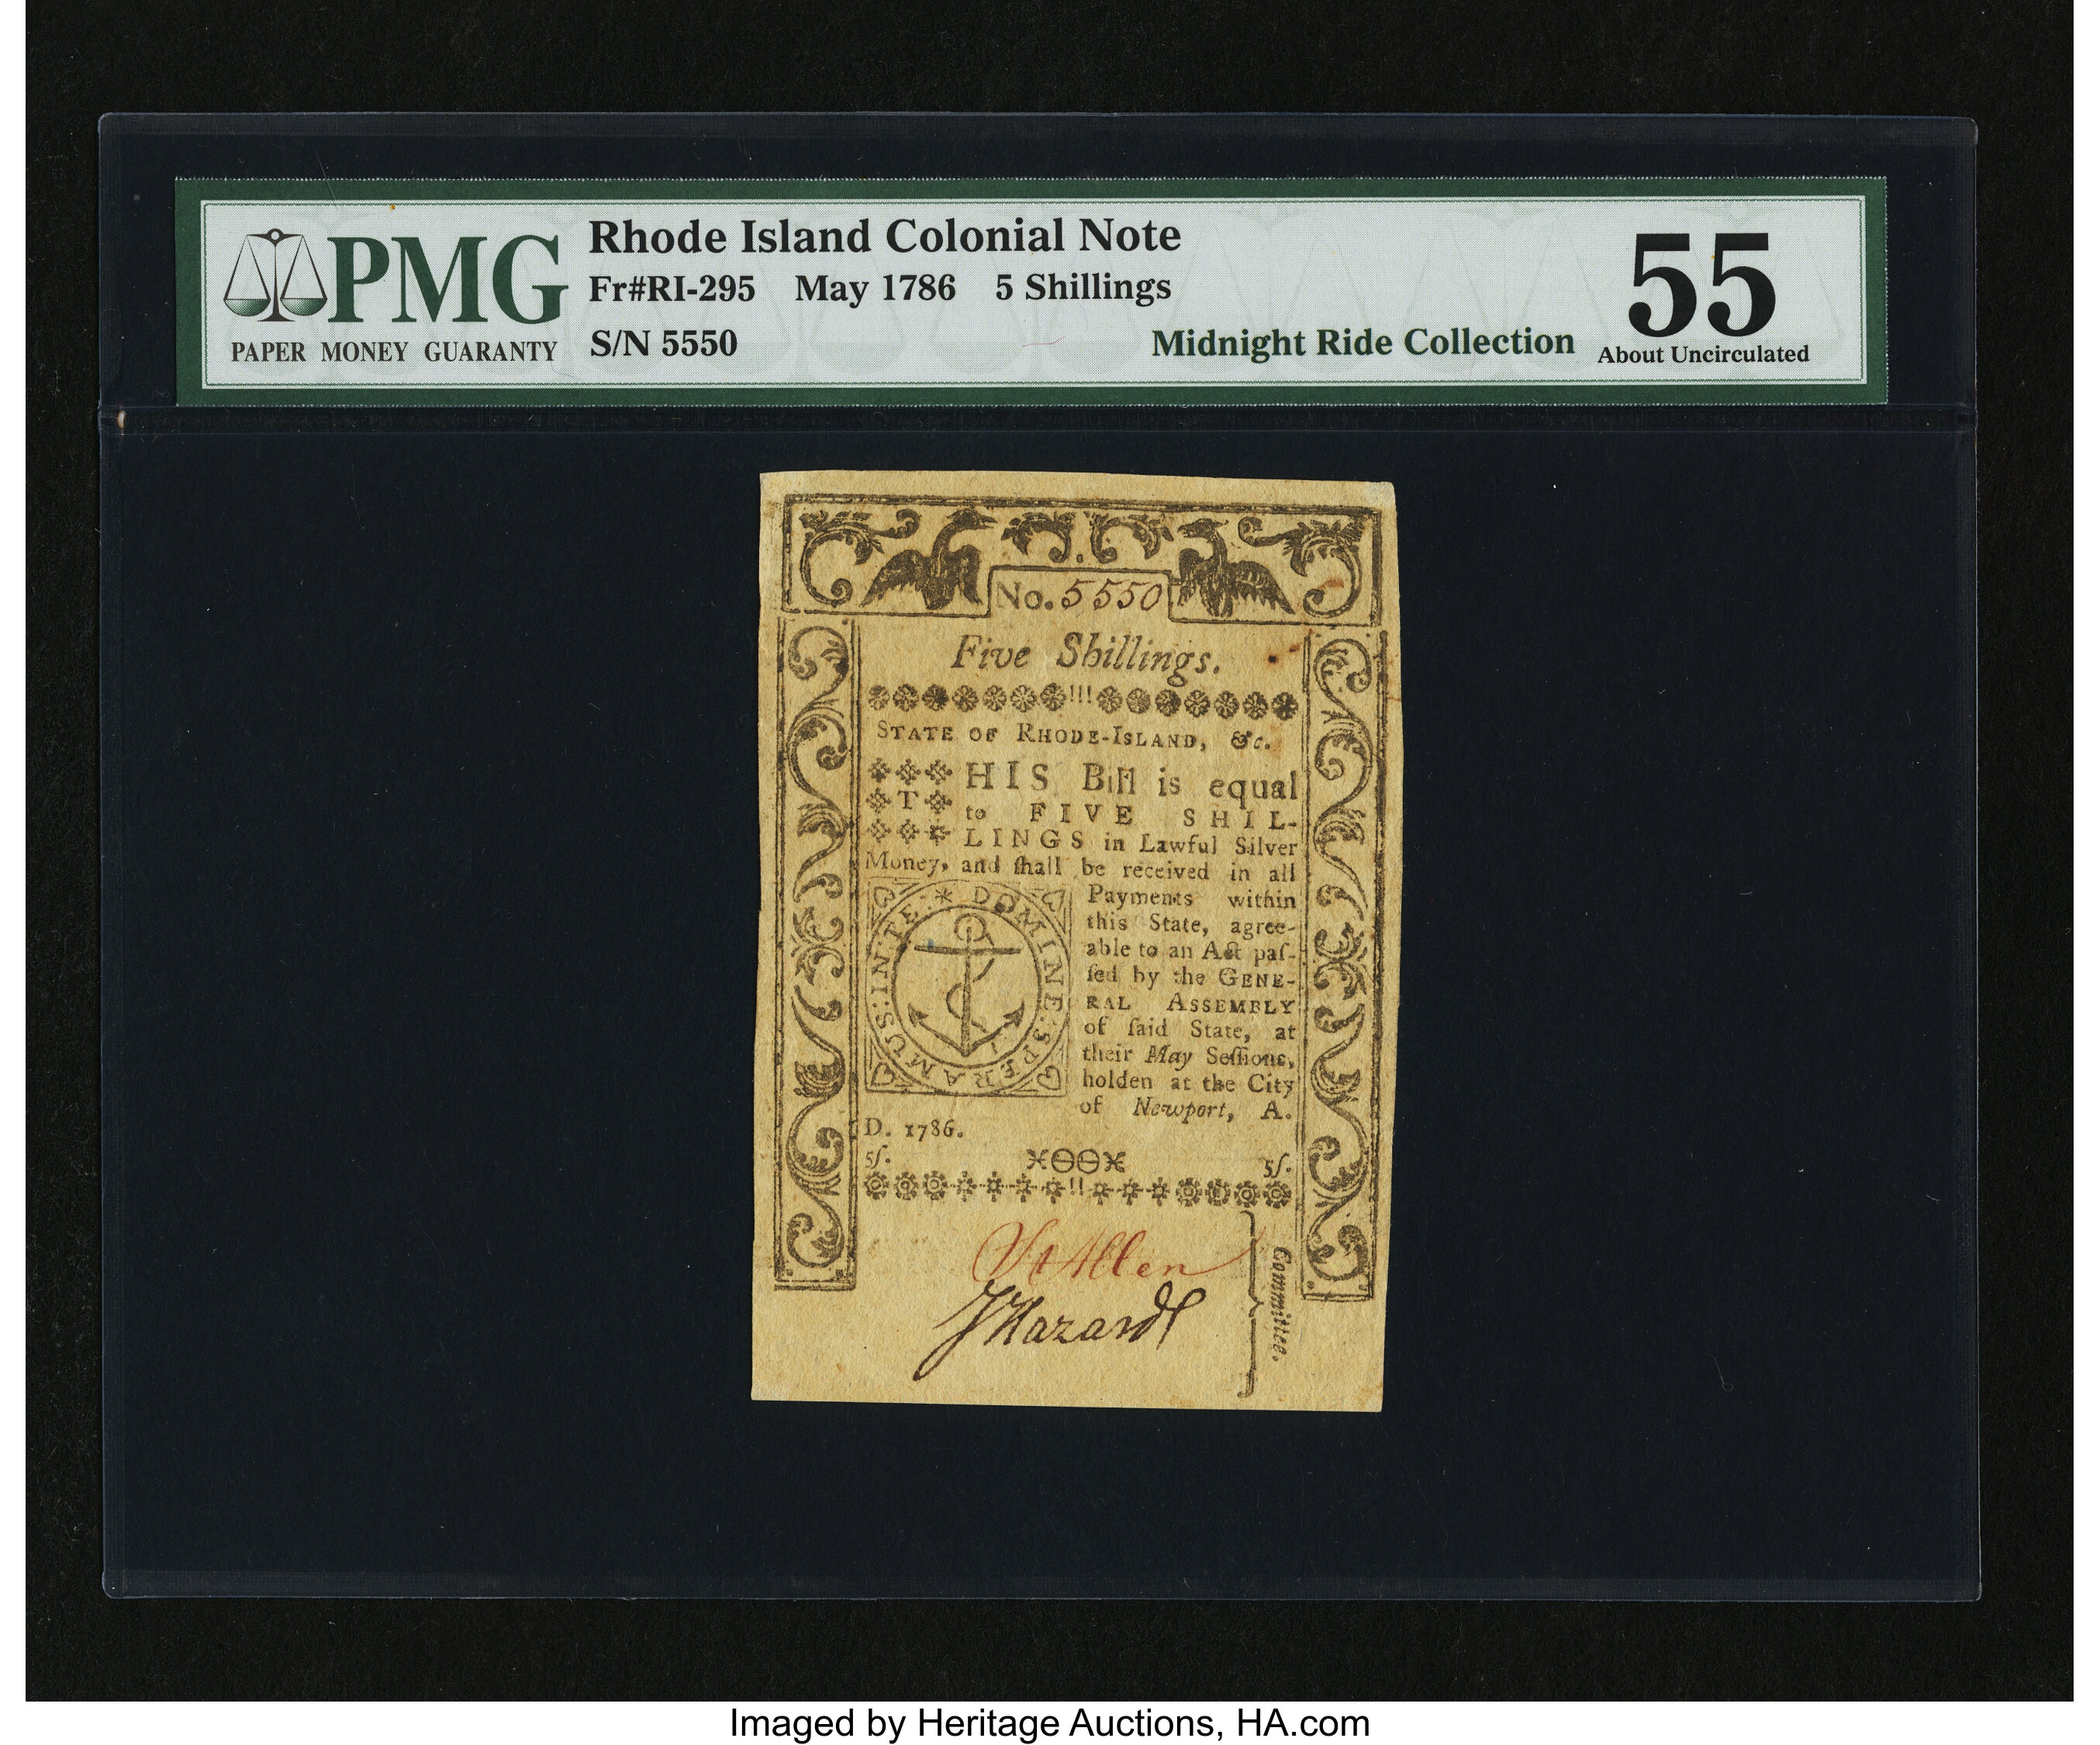 PMG
PAPER MONEY GUARANTY
Rhode Island Colonial Note
Fr#RI-295 May 1786 5 Shillings
S/N 5550
Midnight Ride Collection
55
About Uncirculated
No. 5550
Five Shillings.
STATE OF RHODE-ISLAND, &c.
THIS Bill is equal
to FIVE SHIL-
LINGS in Lawful Silver
Money, and ſhall be received in all
Payments within
this State, agree-
able to an Act paſ-
ſed by the GENE-
RAL ASSEMBLY
of ſaid State, at
their May Seſſions,
holden at the City
of Newport, A.
D. 1786.
IN TE * DOMINE: SPERAMUS:
5ſ. 5ſ.
Allen
J Hazard
Committee.
Imaged by Heritage Auctions, HA.com